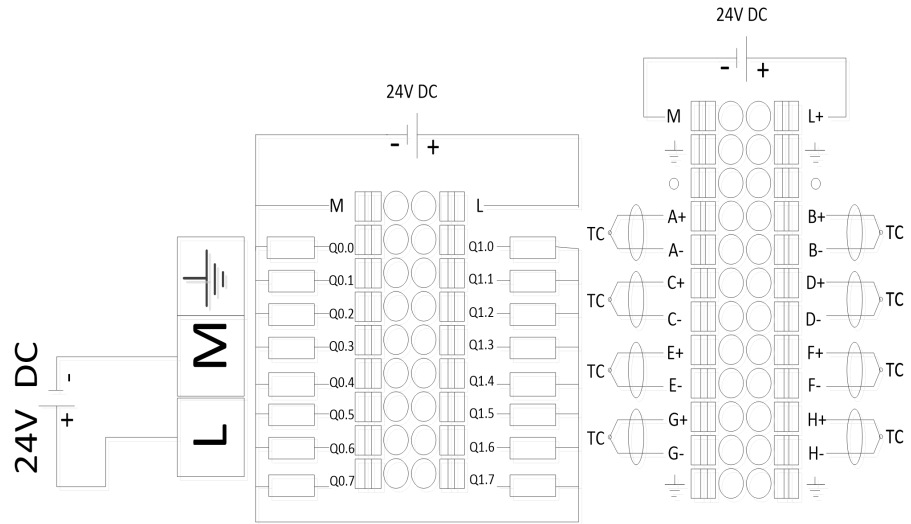 24V DC
- +
M L+
A+ B+
TC TC
A- B-
C+ D+
TC TC
C- D-
E+ F+
TC TC
E- F-
G+ H+
TC TC
G- H-
24V DC
- +
M L
Q0.0 Q1.0
Q0.1 Q1.1
Q0.2 Q1.2
Q0.3 Q1.3
Q0.4 Q1.4
Q0.5 Q1.5
Q0.6 Q1.6
Q0.7 Q1.7
24V DC
- +
M
L